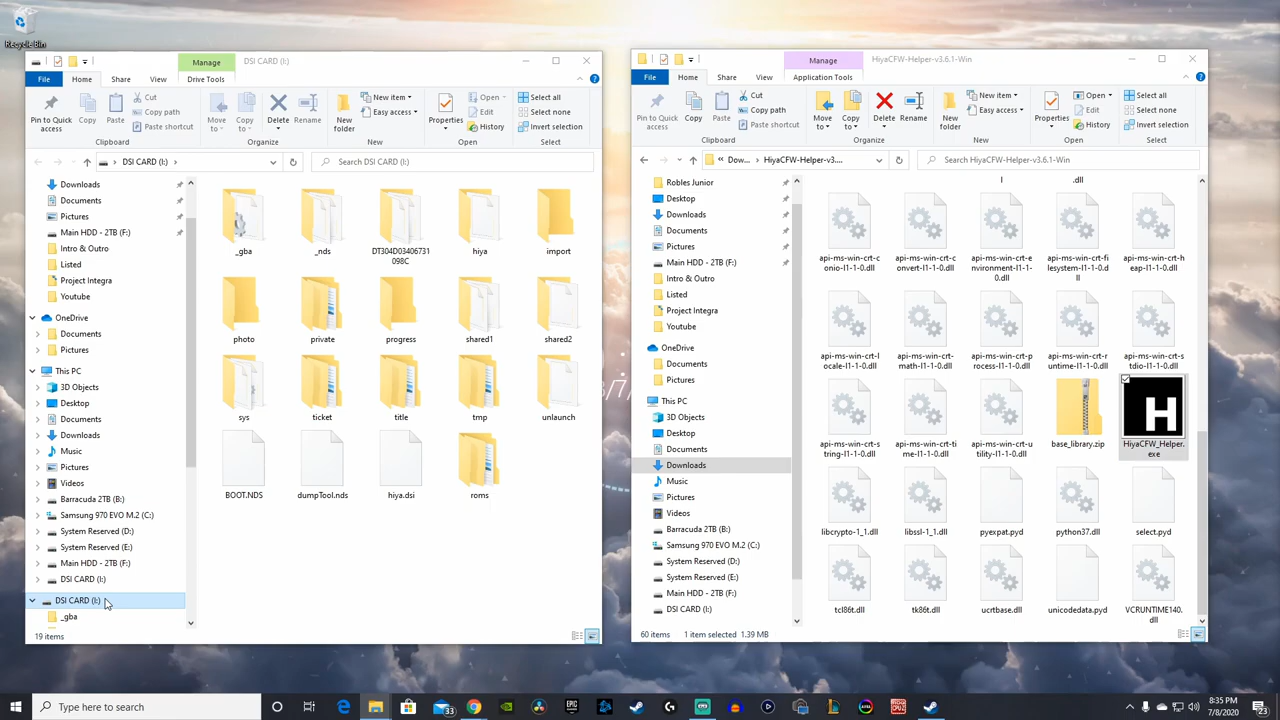 Recycle Bin
Manage
DSI CARD (I:)
File
Home
Share
View
Drive Tools
Pin to Quick access
Copy
Paste
Cut
Copy path
Paste shortcut
Clipboard
Move to
Copy to
Delete
Rename
Organize
New folder
New item
Easy access
New
Properties
Open
Edit
History
Open
Select all
Select none
Invert selection
Select
DSI CARD (I:)
Search DSI CARD (I:)
Downloads
Documents
Pictures
Main HDD - 2TB (F:)
Intro & Outro
Listed
Project Integra
Youtube
OneDrive
Documents
Pictures
This PC
3D Objects
Desktop
Documents
Downloads
Music
Pictures
Videos
Barracuda 2TB (B:)
Samsung 970 EVO M.2 (C:)
System Reserved (D:)
System Reserved (E:)
Main HDD - 2TB (F:)
DSI CARD (I:)
DSI CARD (I:)
_gba
_gba
_nds
DT304D03406731
098C
hiya
import
photo
private
progress
shared1
shared2
sys
ticket
title
tmp
unlaunch
BOOT.NDS
dumpTool.nds
hiya.dsi
roms
19 items
Manage
HiyaCFW-Helper-v3.6.1-Win
File
Home
Share
View
Application Tools
Pin to Quick access
Copy
Paste
Cut
Copy path
Paste shortcut
Clipboard
Move to
Copy to
Delete
Rename
Organize
New folder
New item
Easy access
New
Properties
Open
Edit
History
Open
Select all
Select none
Invert selection
Select
« Dow...
HiyaCFW-Helper-v3....
Search HiyaCFW-Helper-v3.6.1-Win
Robles Junior
Desktop
Downloads
Documents
Pictures
Main HDD - 2TB (F:)
Intro & Outro
Listed
Project Integra
Youtube
OneDrive
Documents
Pictures
This PC
3D Objects
Desktop
Documents
Downloads
Music
Pictures
Videos
Barracuda 2TB (B:)
Samsung 970 EVO M.2 (C:)
System Reserved (D:)
System Reserved (E:)
Main HDD - 2TB (F:)
DSI CARD (I:)
l
.dll
api-ms-win-crt-conio-l1-1-0.dll
api-ms-win-crt-convert-l1-1-0.dll
api-ms-win-crt-environment-l1-1-0.dll
api-ms-win-crt-filesystem-l1-1-0.dll
api-ms-win-crt-heap-l1-1-0.dll
api-ms-win-crt-locale-l1-1-0.dll
api-ms-win-crt-math-l1-1-0.dll
api-ms-win-crt-process-l1-1-0.dll
api-ms-win-crt-runtime-l1-1-0.dll
api-ms-win-crt-stdio-l1-1-0.dll
api-ms-win-crt-string-l1-1-0.dll
api-ms-win-crt-time-l1-1-0.dll
api-ms-win-crt-utility-l1-1-0.dll
base_library.zip
H
HiyaCFW_Helper.exe
libcrypto-1_1.dll
libssl-1_1.dll
pyexpat.pyd
python37.dll
select.pyd
tcl86t.dll
tk86t.dll
ucrtbase.dll
unicodedata.pyd
VCRUNTIME140.dll
60 items
1 item selected 1.39 MB
Type here to search
33
8:35 PM
7/8/2020
23